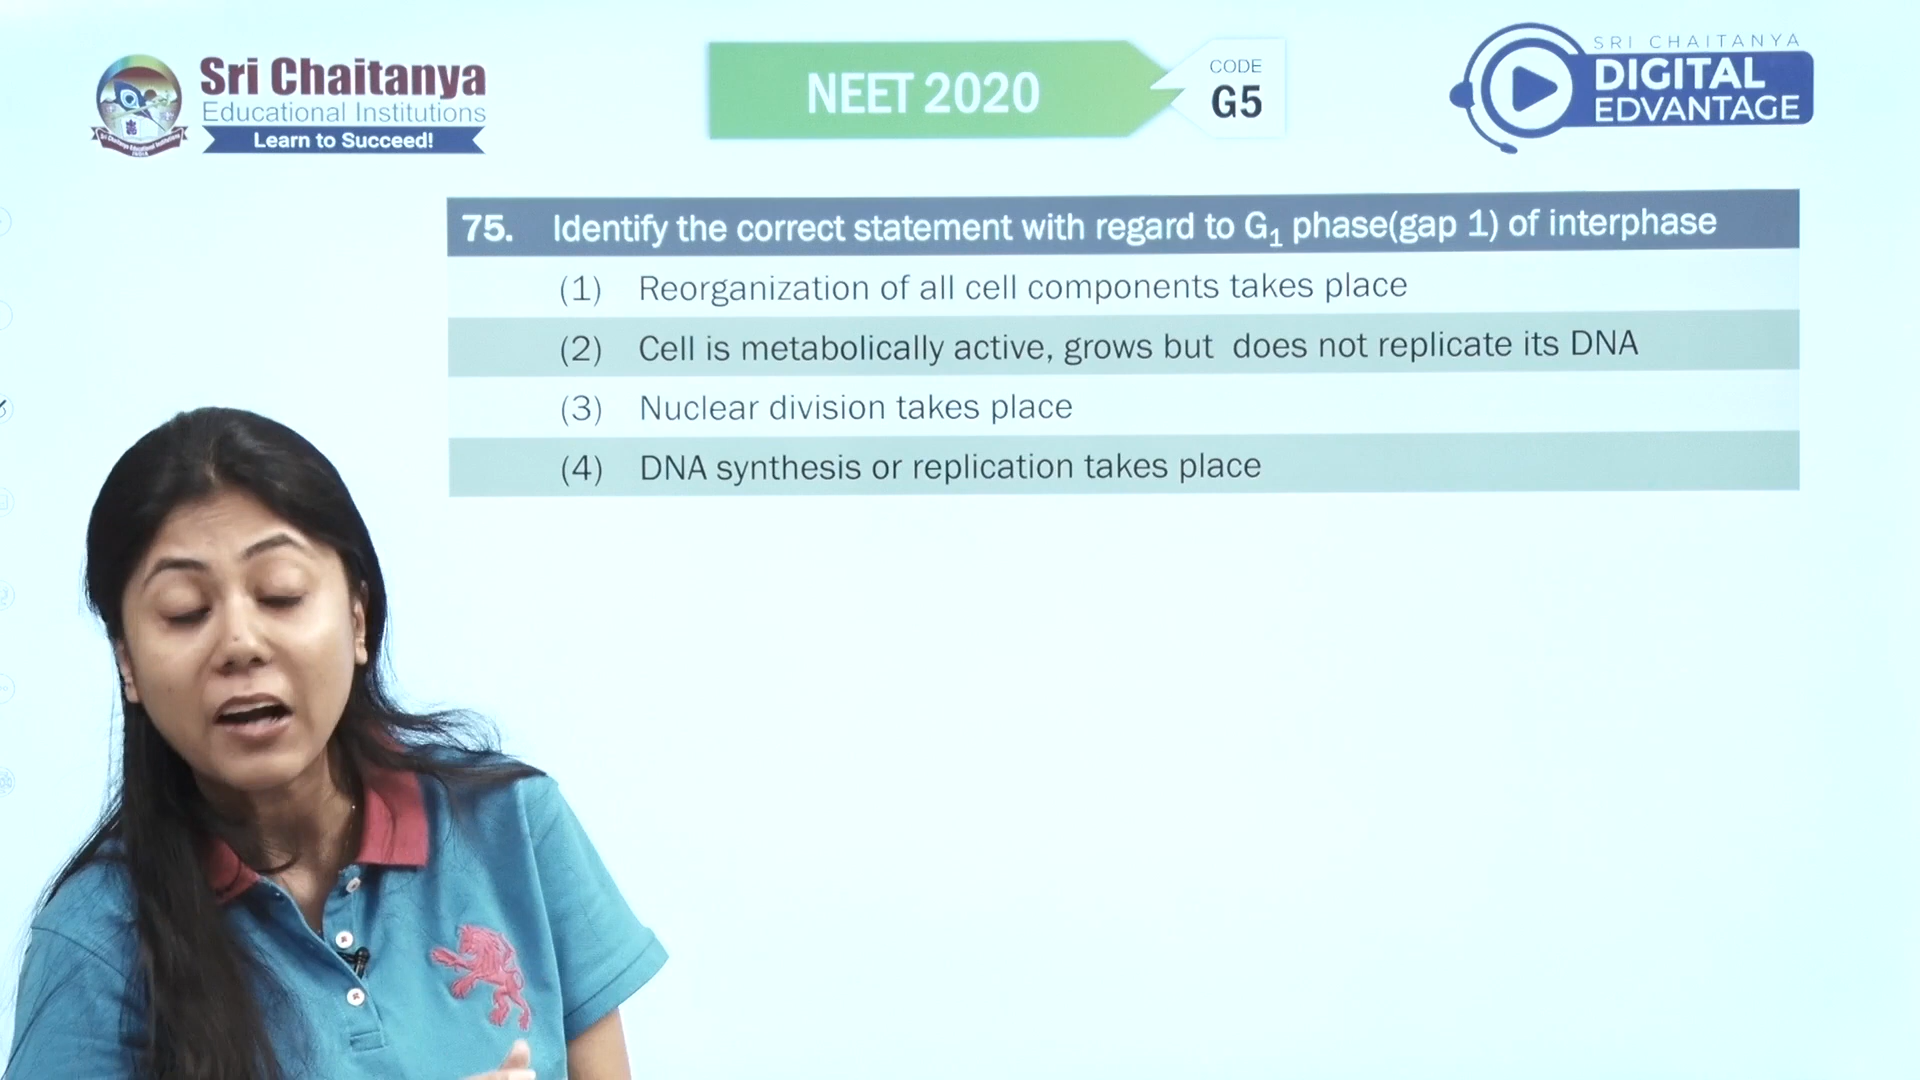 Sri Chaitanya
Educational Institutions
Learn to Succeed!
NEET 2020
CODE
G5
SRI CHAITANYA
DIGITAL
EDVANTAGE
75. Identify the correct statement with regard to G₁ phase(gap 1) of interphase
(1) Reorganization of all cell components takes place
(2) Cell is metabolically active, grows but does not replicate its DNA
(3) Nuclear division takes place
(4) DNA synthesis or replication takes place